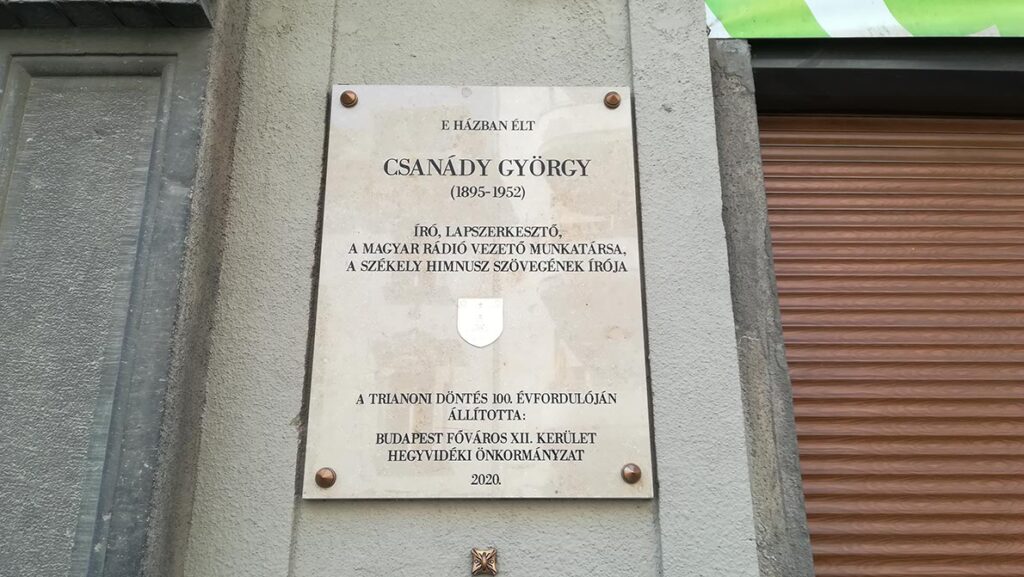 E HÁZBAN ÉLT
CSANÁDY GYÖRGY
(1895-1952)
ÍRÓ, LAPSZERKESZTŐ,
A MAGYAR RÁDIÓ VEZETŐ MUNKATÁRSA,
A SZÉKELY HIMNUSZ SZÖVEGÉNEK ÍRÓJA
A TRIANONI DÖNTÉS 100. ÉVFORDULÓJÁN
ÁLLÍTOTTA:
BUDAPEST FŐVÁROS XII. KERÜLET
HEGYVIDÉKI ÖNKORMÁNYZAT
2020.